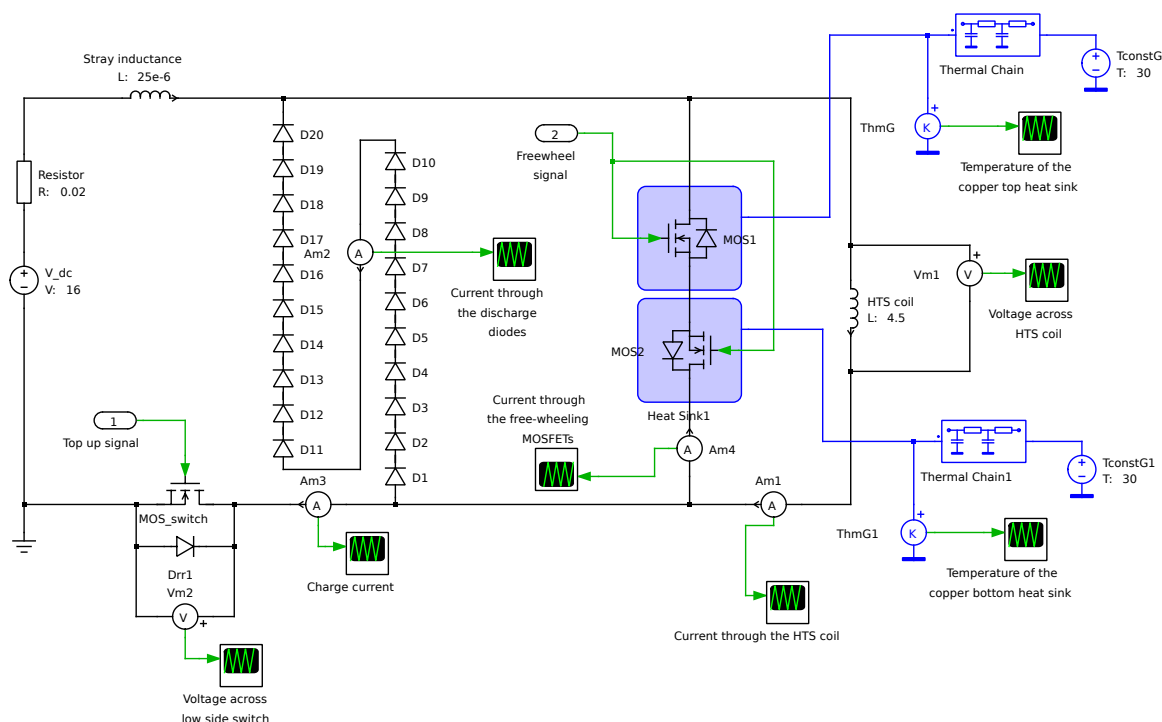 Stray inductance
L: 25e-6
Resistor
R: 0.02
V_dc
V: 16
D20
D19
D18
D17
D16
D15
D14
D13
D12
D11
Am2
A
D10
D9
D8
D7
D6
D5
D4
D3
D2
D1
Current through
the discharge
diodes
2
Freewheel
signal
MOS1
MOS2
Heat Sink1
Current through
the free-wheeling
MOSFETs
A
Am4
Thermal Chain
TconstG
T: 30
ThmG
K
Temperature of the
copper top heat sink
HTS coil
L: 4.5
Vm1
V
Voltage across
HTS coil
Thermal Chain1
TconstG1
T: 30
ThmG1
K
Temperature of the
copper bottom heat sink
1
Top up signal
MOS_switch
Drr1
Vm2
V
Voltage across
low side switch
Am3
A
Charge current
Am1
A
Current through the HTS coil